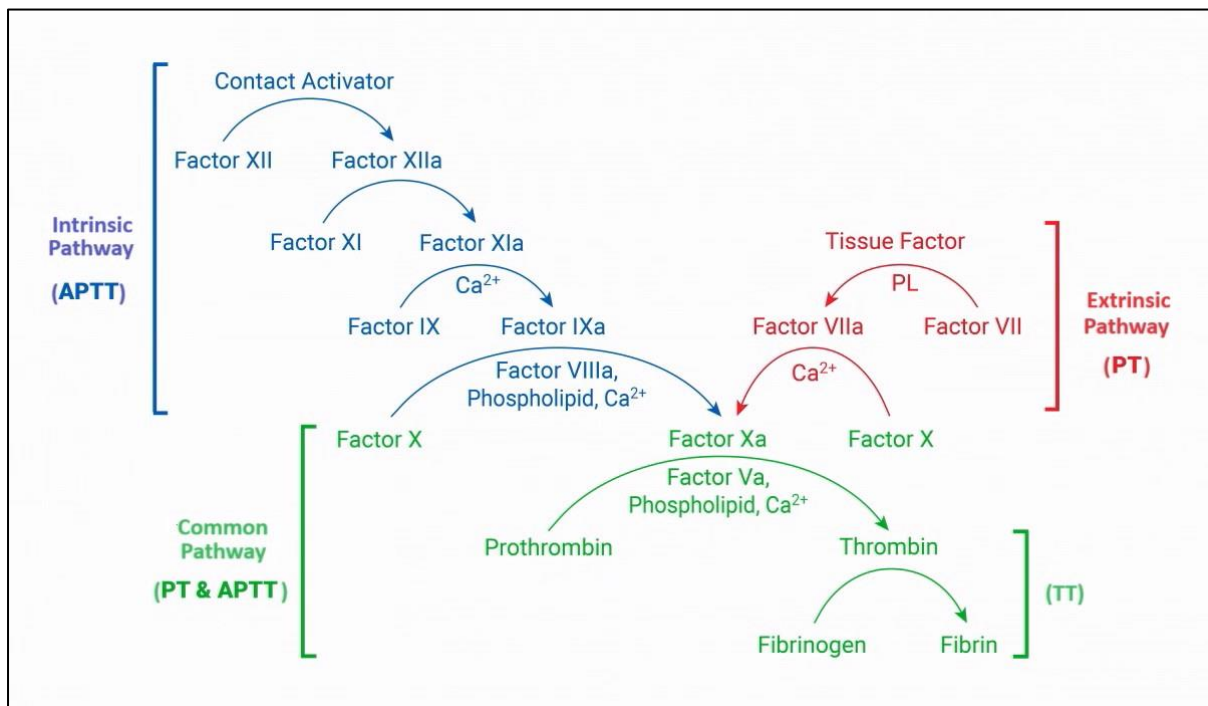 Contact Activator
Factor XII
Factor XIIa
Intrinsic
Pathway
(APTT)
Factor XI
Factor XIa
Ca²⁺
Factor IX
Factor IXa
Factor VIIIa,
Phospholipid, Ca²⁺
Tissue Factor
PL
Factor VIIa
Factor VII
Ca²⁺
Extrinsic
Pathway
(PT)
Factor X
Factor Xa
Factor X
Factor Va,
Phospholipid, Ca²⁺
Common
Pathway
(PT & APTT)
Prothrombin
Thrombin
(TT)
Fibrinogen
Fibrin